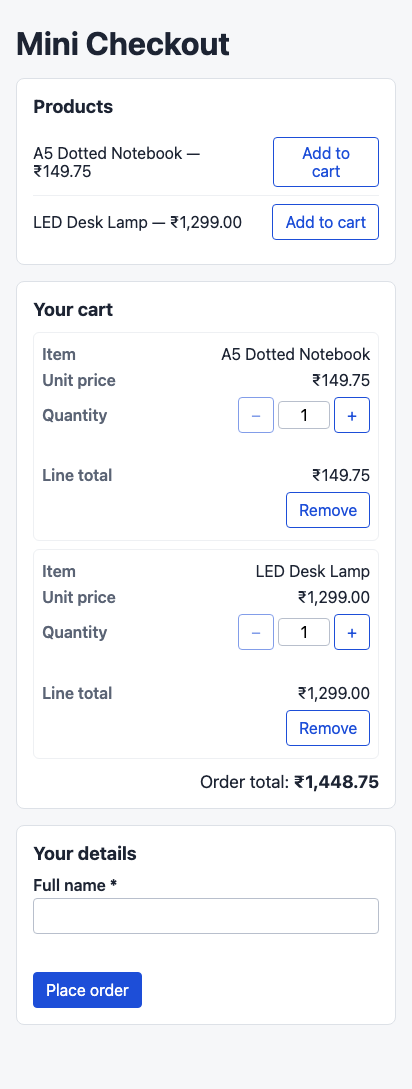 Mini Checkout
Products
A5 Dotted Notebook —
₹149.75
Add to
cart
LED Desk Lamp — ₹1,299.00
Add to cart
Your cart
Item A5 Dotted Notebook
Unit price ₹149.75
Quantity − 1 +
Line total ₹149.75
Remove
Item LED Desk Lamp
Unit price ₹1,299.00
Quantity − 1 +
Line total ₹1,299.00
Remove
Order total: ₹1,448.75
Your details
Full name *
Place order